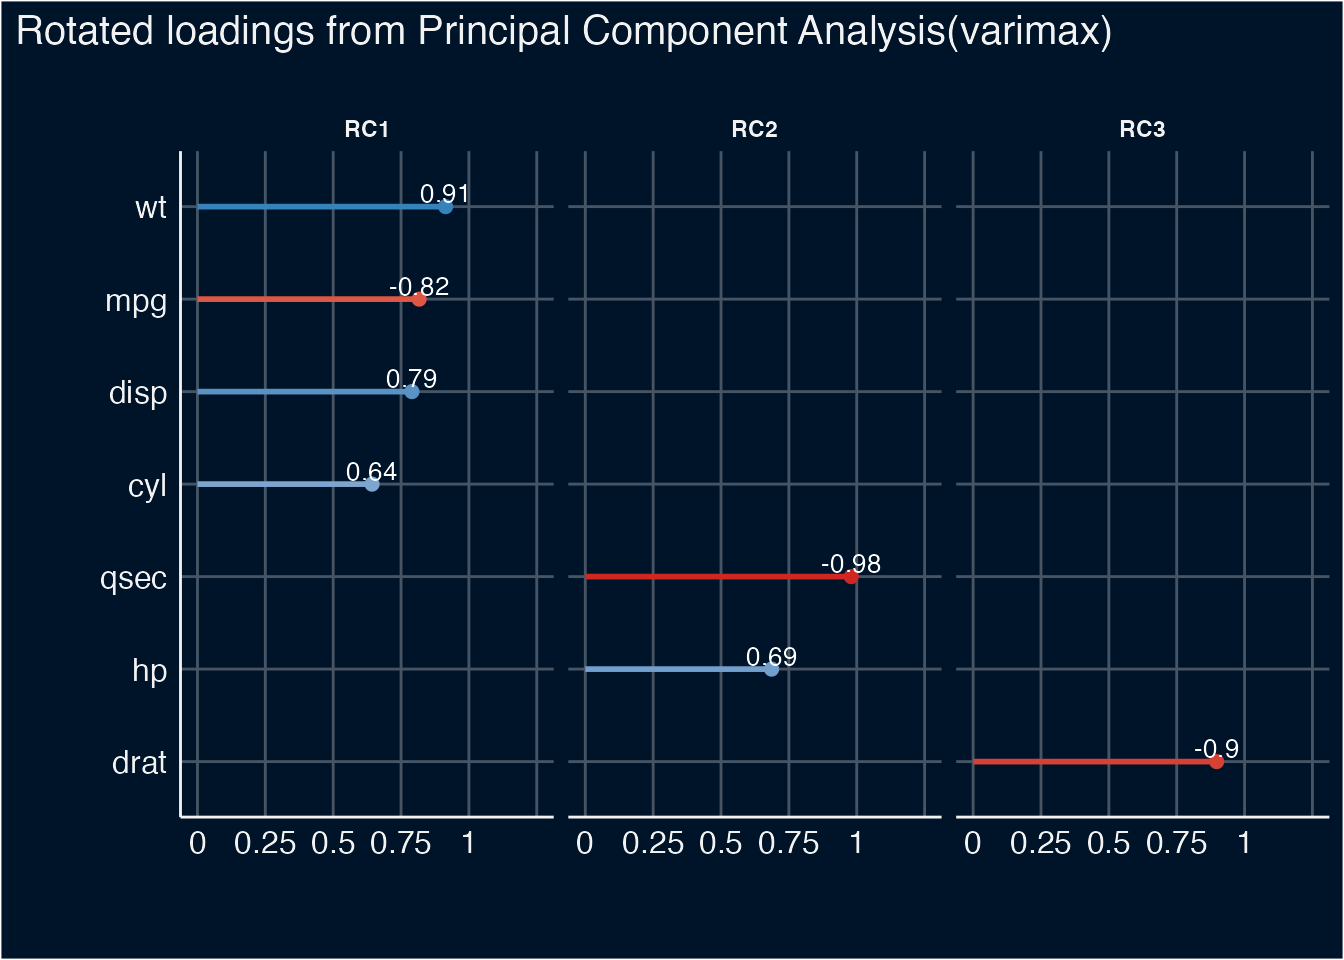 Rotated loadings from Principal Component Analysis(varimax)
RC1 RC2 RC3
wt 0.91
mpg -0.82
disp 0.79
cyl 0.64
qsec -0.98
hp 0.69
drat -0.9
0 0.25 0.5 0.75 1 0 0.25 0.5 0.75 1 0 0.25 0.5 0.75 1